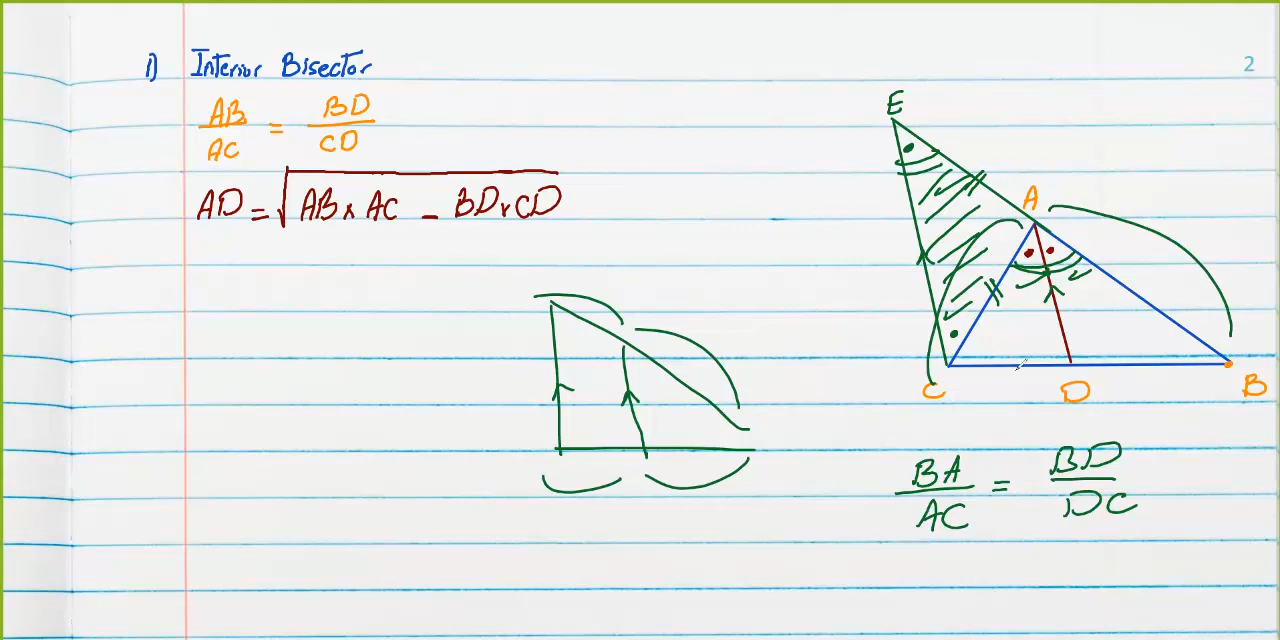 1) Interior Bisector
2
AB/AC = BD/CD
AD = √(AB × AC - BD × CD)
E
A
C
D
B
BA/AC = BD/DC